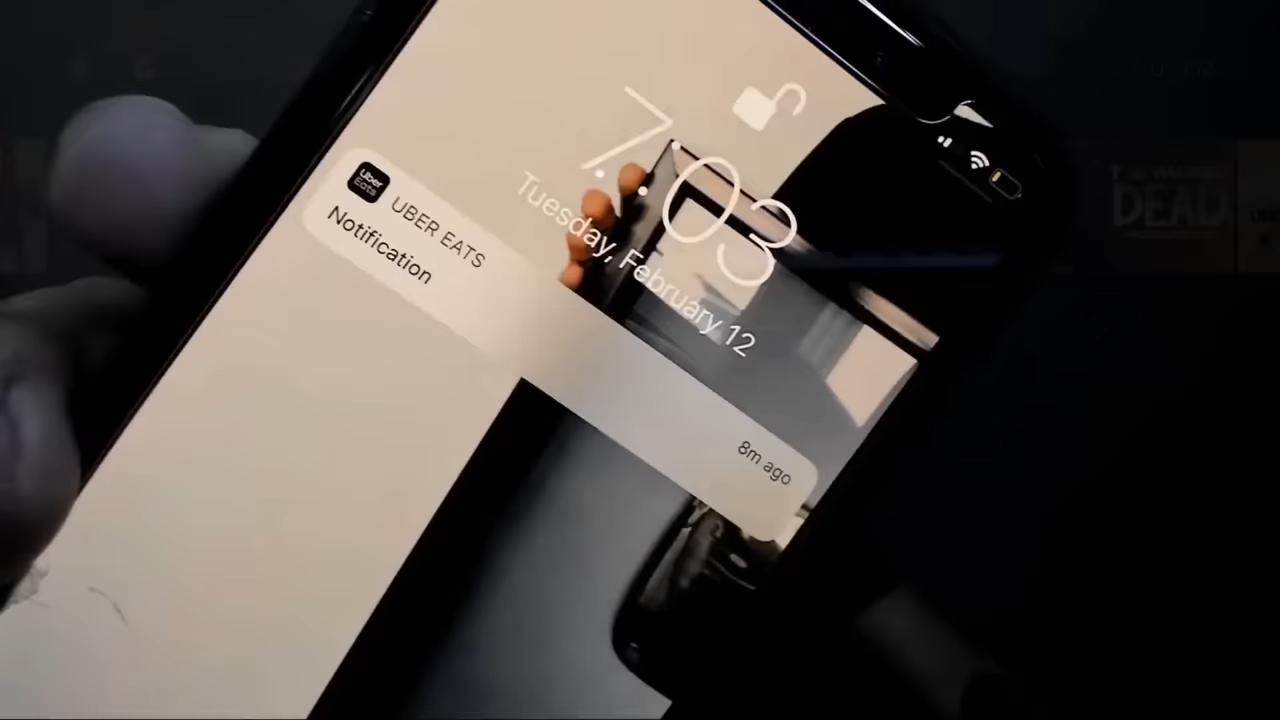 7:03
Tuesday, February 12
Uber
Eats
UBER EATS
8m ago
Notification
DEAD